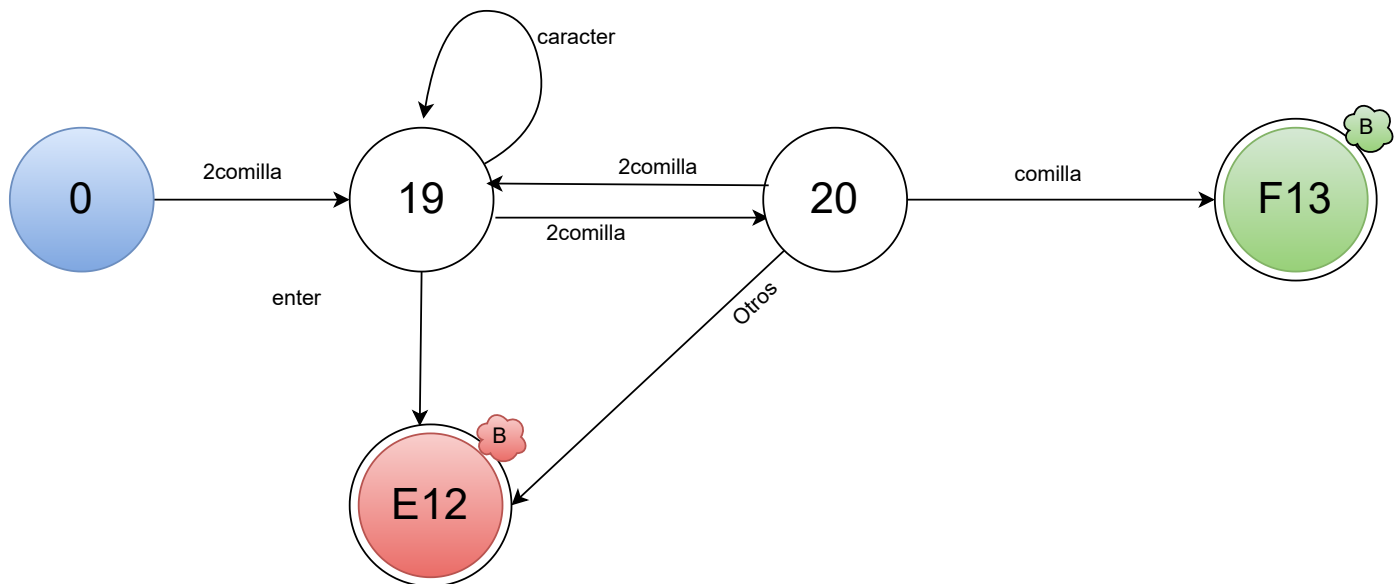 caracter
B
0
2comilla
19
2comilla
2comilla
20
comilla
F13
enter
Otros
B
E12